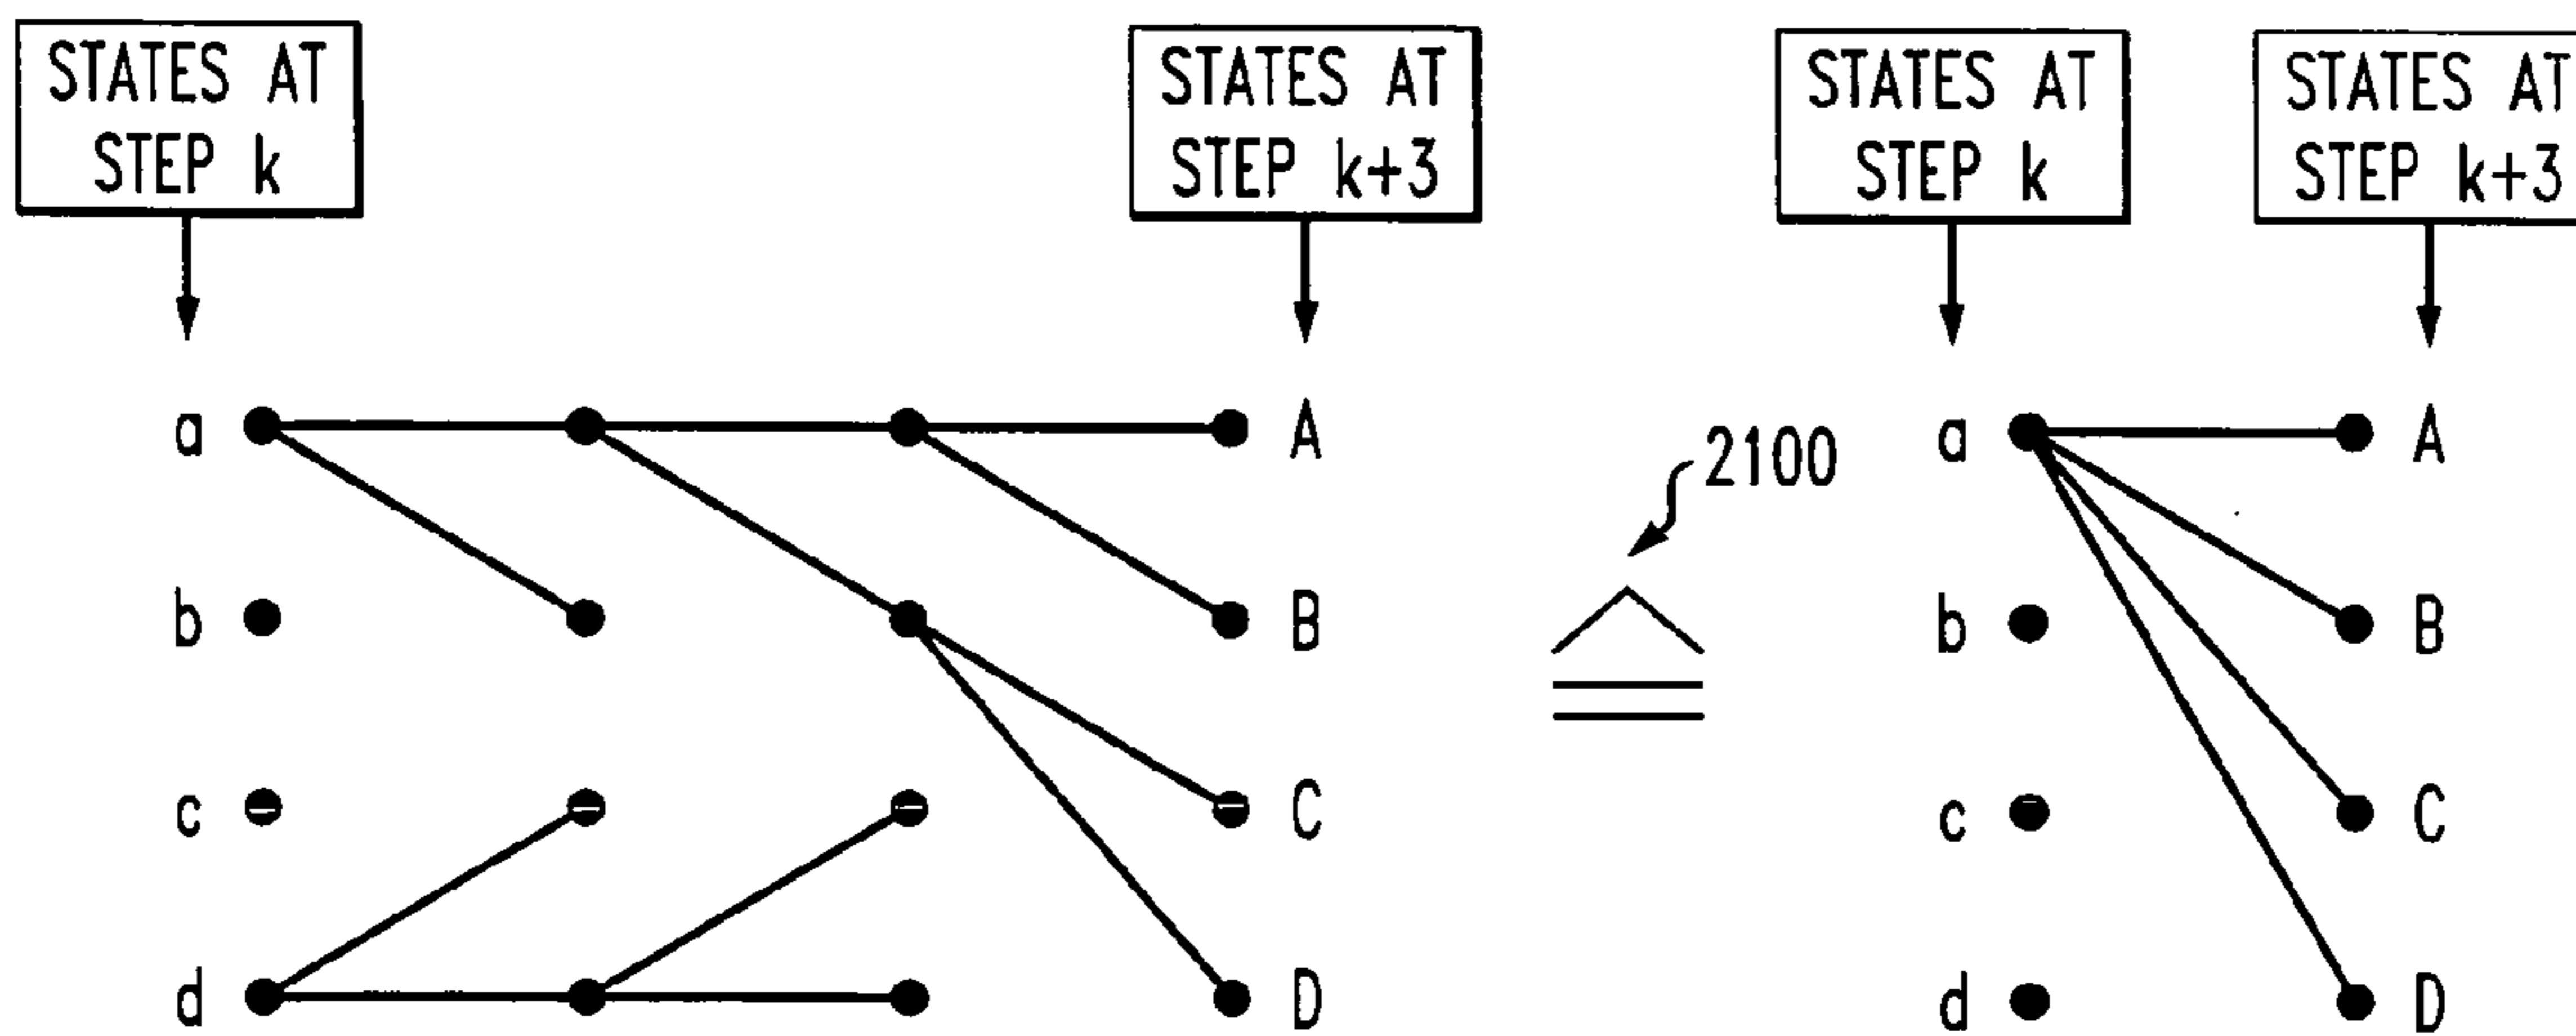 STATES AT
STEP k
STATES AT
STEP k+3
STATES AT
STEP k
STATES AT
STEP k+3
a
A
2100
a
A
b
B
b
B
c
C
c
C
d
D
d
D